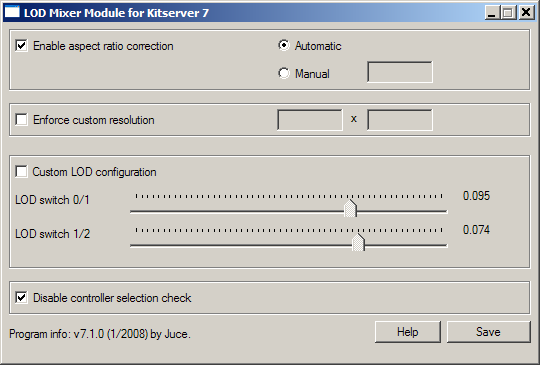 LOD Mixer Module for Kitserver 7
Enable aspect ratio correction
Automatic
Manual
Enforce custom resolution x
Custom LOD configuration
LOD switch 0/1 0.095
LOD switch 1/2 0.074
Disable controller selection check
Program info: v7.1.0 (1/2008) by Juce. Help Save